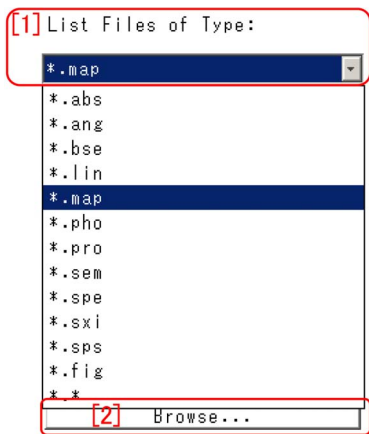 [1] List Files of Type:
*.map
*.abs
*.ang
*.bse
*.lin
*.map
*.pho
*.pro
*.sem
*.spe
*.sxi
*.sps
*.fig
*.*
[2] Browse...